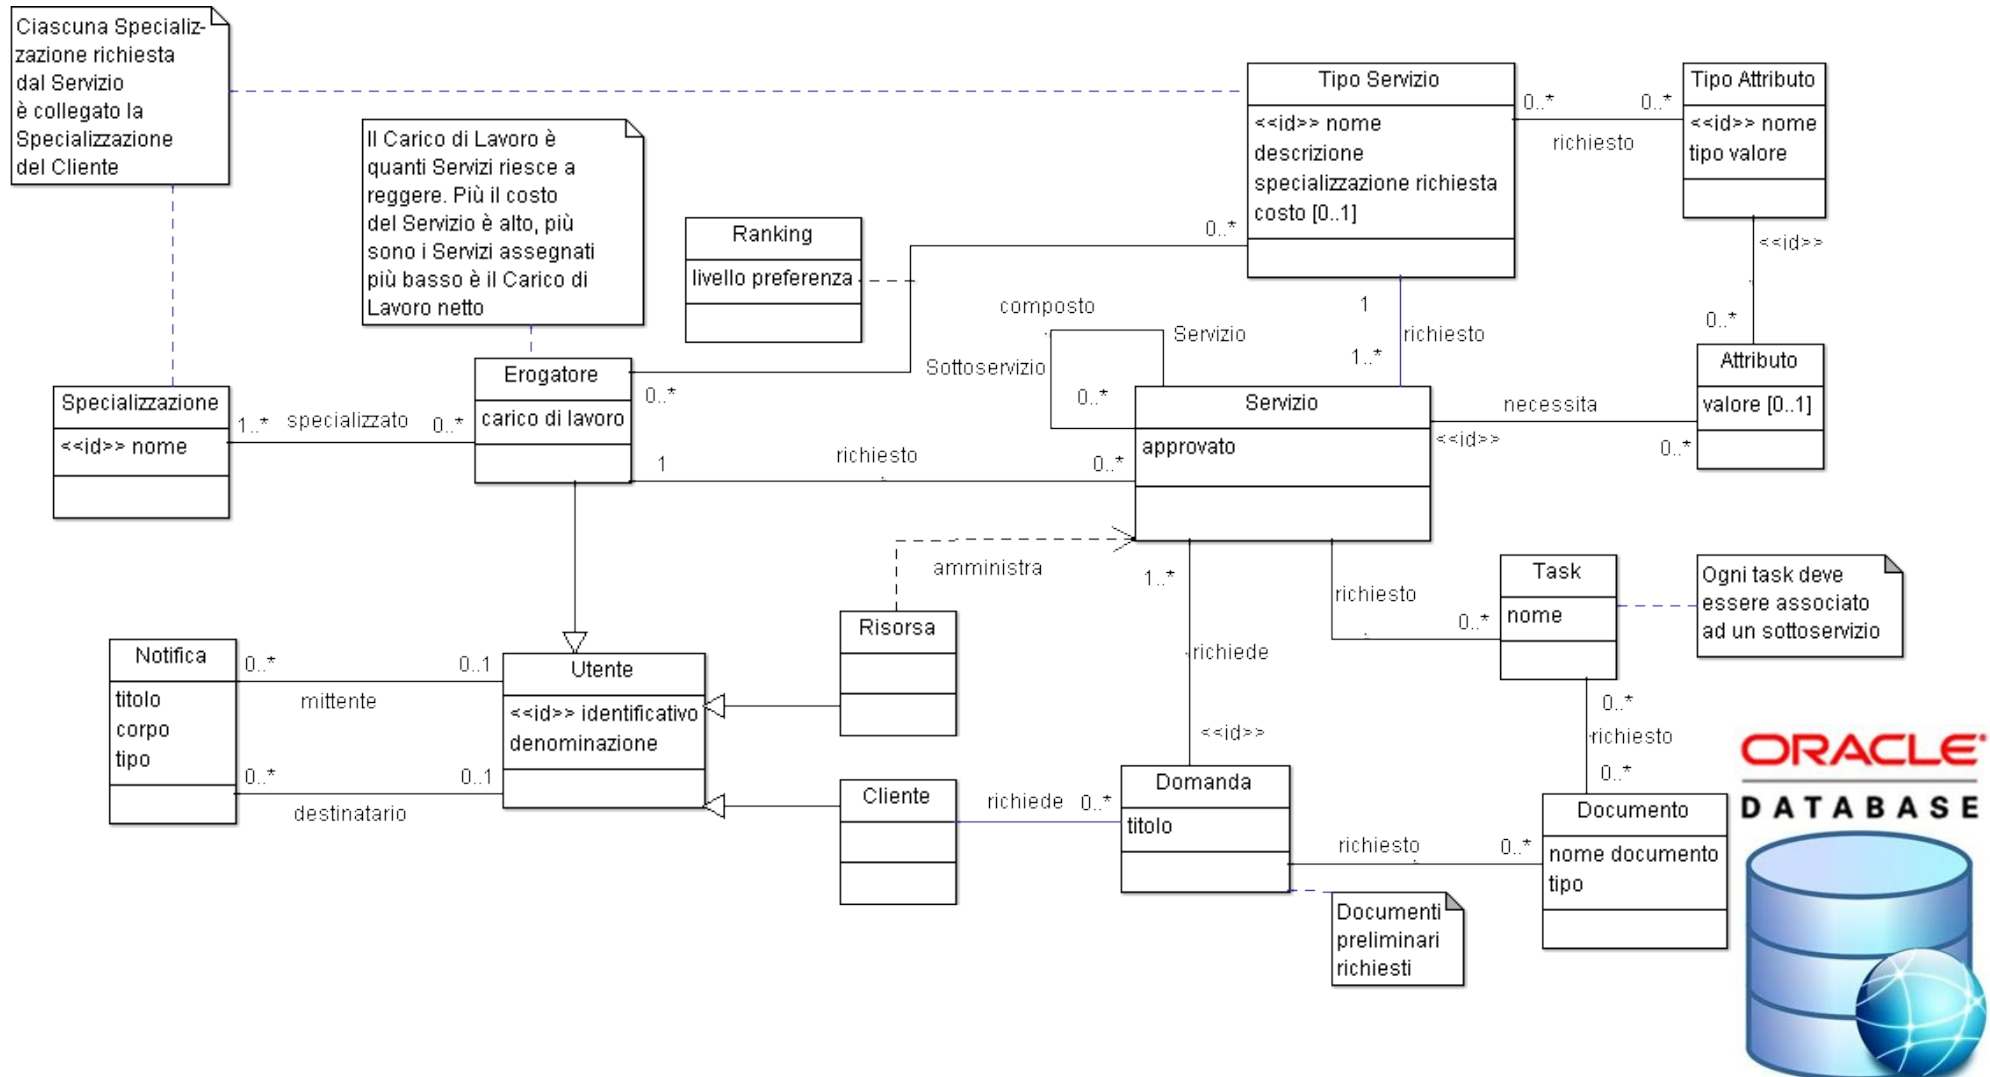 Ciascuna Specializ-
zazione richiesta
dal Servizio
è collegato la
Specializzazione
del Cliente
Il Carico di Lavoro è
quanti Servizi riesce a
reggere. Più il costo
del Servizio è alto, più
sono i Servizi assegnati
più basso è il Carico di
Lavoro netto
Tipo Servizio
<<id>> nome
descrizione
specializzazione richiesta
costo [0..1]
0..*
0..*
richiesto
Tipo Attributo
<<id>> nome
tipo valore
<<id>>
0..*
Ranking
livello preferenza
0..*
composto
Servizio
Sottoservizio
0..*
1
richiesto
1..*
Attributo
valore [0..1]
Specializzazione
<<id>> nome
1..*
specializzato
0..*
Erogatore
carico di lavoro
0..*
1
richiesto
0..*
Servizio
approvato
necessita
<<id>>
0..*
amministra
1..*
richiede
<<id>>
richiesto
0..*
Task
nome
Ogni task deve
essere associato
ad un sottoservizio
Risorsa
Notifica
titolo
corpo
tipo
0..*
0..1
mittente
0..*
0..1
destinatario
Utente
<<id>> identificativo
denominazione
Cliente
richiede
0..*
Domanda
titolo
0..*
richiesto
0..*
richiesto
0..*
Documento
nome documento
tipo
Documenti
preliminari
richiesti
ORACLE
DATABASE